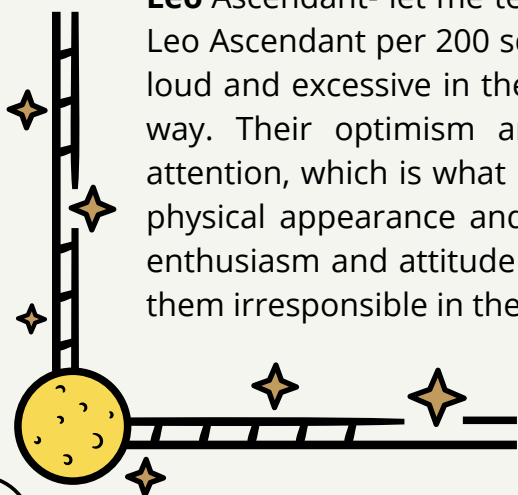 Leo Ascendant- let me te
Leo Ascendant per 200 se
loud and excessive in the
way. Their optimism a
attention, which is what
physical appearance and
enthusiasm and attitude
them irresponsible in the